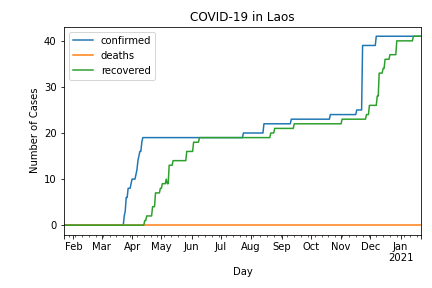 COVID-19 in Laos
confirmed
deaths
recovered
Number of Cases
40
30
20
10
0
Feb Mar Apr May Jun Jul Aug Sep Oct Nov Dec Jan
2021
Day